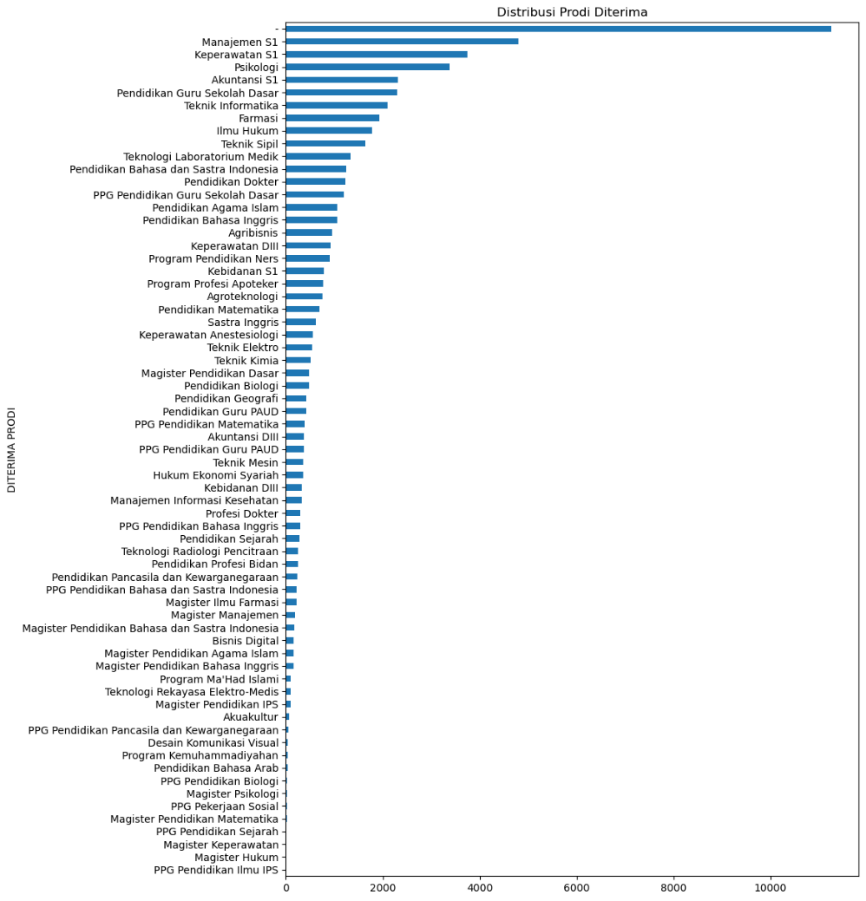 Distribusi Prodi Diterima
-
Manajemen S1
Keperawatan S1
Psikologi
Akuntansi S1
Pendidikan Guru Sekolah Dasar
Teknik Informatika
Farmasi
Ilmu Hukum
Teknik Sipil
Teknologi Laboratorium Medik
Pendidikan Bahasa dan Sastra Indonesia
Pendidikan Dokter
PPG Pendidikan Guru Sekolah Dasar
Pendidikan Agama Islam
Pendidikan Bahasa Inggris
Agribisnis
Keperawatan DIII
Program Pendidikan Ners
Kebidanan S1
Program Profesi Apoteker
Agroteknologi
Pendidikan Matematika
Sastra Inggris
Keperawatan Anestesiologi
Teknik Elektro
Teknik Kimia
Magister Pendidikan Dasar
Pendidikan Biologi
Pendidikan Geografi
Pendidikan Guru PAUD
PPG Pendidikan Matematika
Akuntansi DIII
PPG Pendidikan Guru PAUD
Teknik Mesin
Hukum Ekonomi Syariah
Kebidanan DIII
Manajemen Informasi Kesehatan
Profesi Dokter
PPG Pendidikan Bahasa Inggris
Pendidikan Sejarah
Teknologi Radiologi Pencitraan
Pendidikan Profesi Bidan
Pendidikan Pancasila dan Kewarganegaraan
PPG Pendidikan Bahasa dan Sastra Indonesia
Magister Ilmu Farmasi
Magister Manajemen
Magister Pendidikan Bahasa dan Sastra Indonesia
Bisnis Digital
Magister Pendidikan Agama Islam
Magister Pendidikan Bahasa Inggris
Program Ma'Had Islami
Teknologi Rekayasa Elektro-Medis
Magister Pendidikan IPS
Akuakultur
PPG Pendidikan Pancasila dan Kewarganegaraan
Desain Komunikasi Visual
Program Kemuhammadiyahan
Pendidikan Bahasa Arab
PPG Pendidikan Biologi
Magister Psikologi
PPG Pekerjaan Sosial
Magister Pendidikan Matematika
PPG Pendidikan Sejarah
Magister Keperawatan
Magister Hukum
PPG Pendidikan Ilmu IPS
DITERIMA PRODI
0 2000 4000 6000 8000 10000